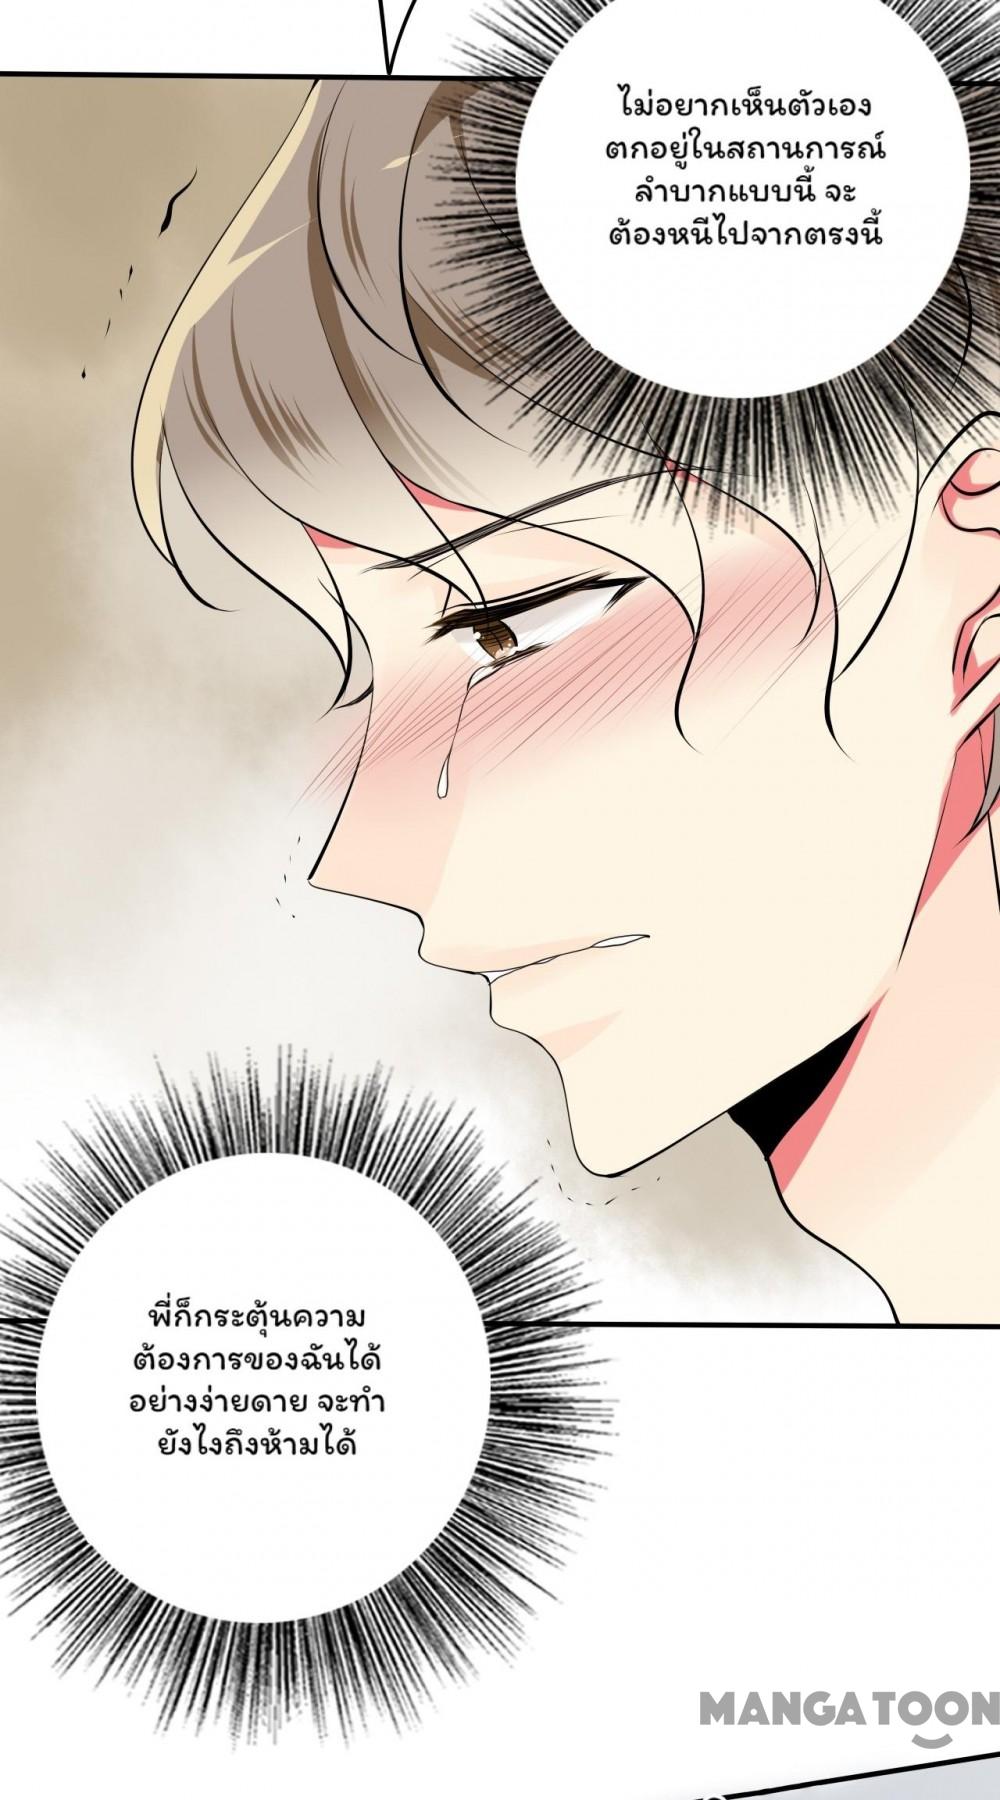 ไม่อยากเห็นตัวเอง
ตกอยู่ในสถานการณ์
ลำบากแบบนี้ จะ
ต้องหนีไปจากตรงนี้
พี่ก็กระตุ้นความ
ต้องการของฉันได้
อย่างง่ายดาย จะทำ
ยังไงถึงห้ามได้
MANGATOON